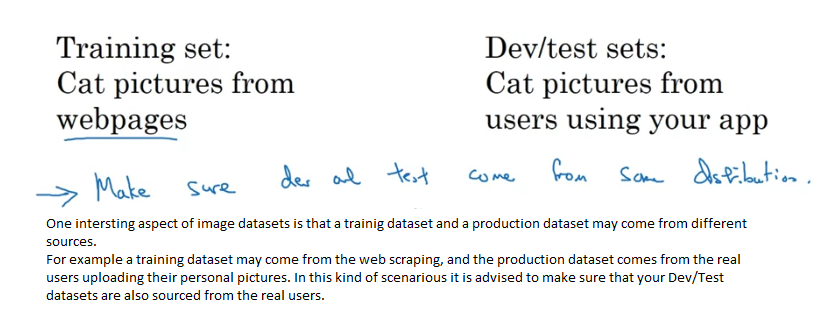 Training set:
Cat pictures from
webpages
Dev/test sets:
Cat pictures from
users using your app
→ Make sure dev and test come from same distribution.
One intersting aspect of image datasets is that a trainig dataset and a production dataset may come from different
sources.
For example a training dataset may come from the web scraping, and the production dataset comes from the real
users uploading their personal pictures. In this kind of scenarious it is advised to make sure that your Dev/Test
datasets are also sourced from the real users.